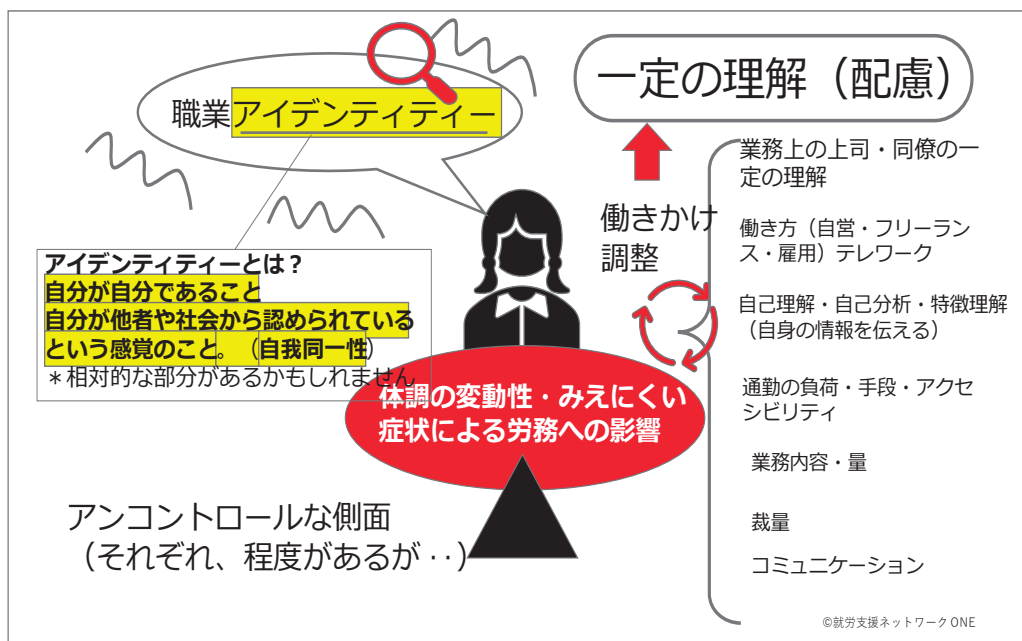 職業アイデンティティー
一定の理解（配慮）
アイデンティティーとは？
自分が自分であること
自分が他者や社会から認められている
という感覚のこと。（自我同一性）
＊相対的な部分があるかもしれません
働きかけ
調整
業務上の上司・同僚の一
定の理解
働き方（自営・フリーラン
ス・雇用）テレワーク
自己理解・自己分析・特徴理解
（自身の情報を伝える）
通勤の負荷・手段・アクセ
シビリティ
業務内容・量
裁量
コミュニケーション
体調の変動性・みえにくい
症状による労務への影響
アンコントロールな側面
（それぞれ、程度があるが‥）
©就労支援ネットワーク ONE